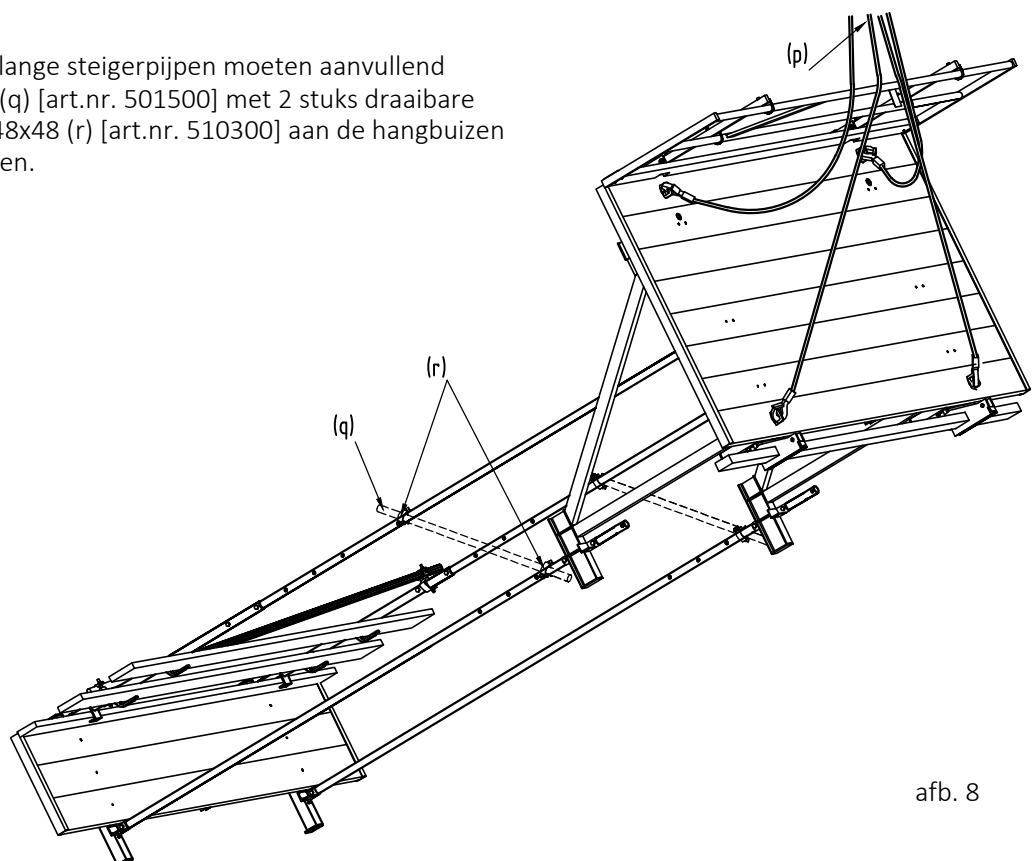 lange steigerpijpen moeten aanvullend
(q) [art.nr. 501500] met 2 stuks draaibare
48x48 (r) [art.nr. 510300] aan de hangbuizen
en.
(p)
(r)
(q)
afb. 8